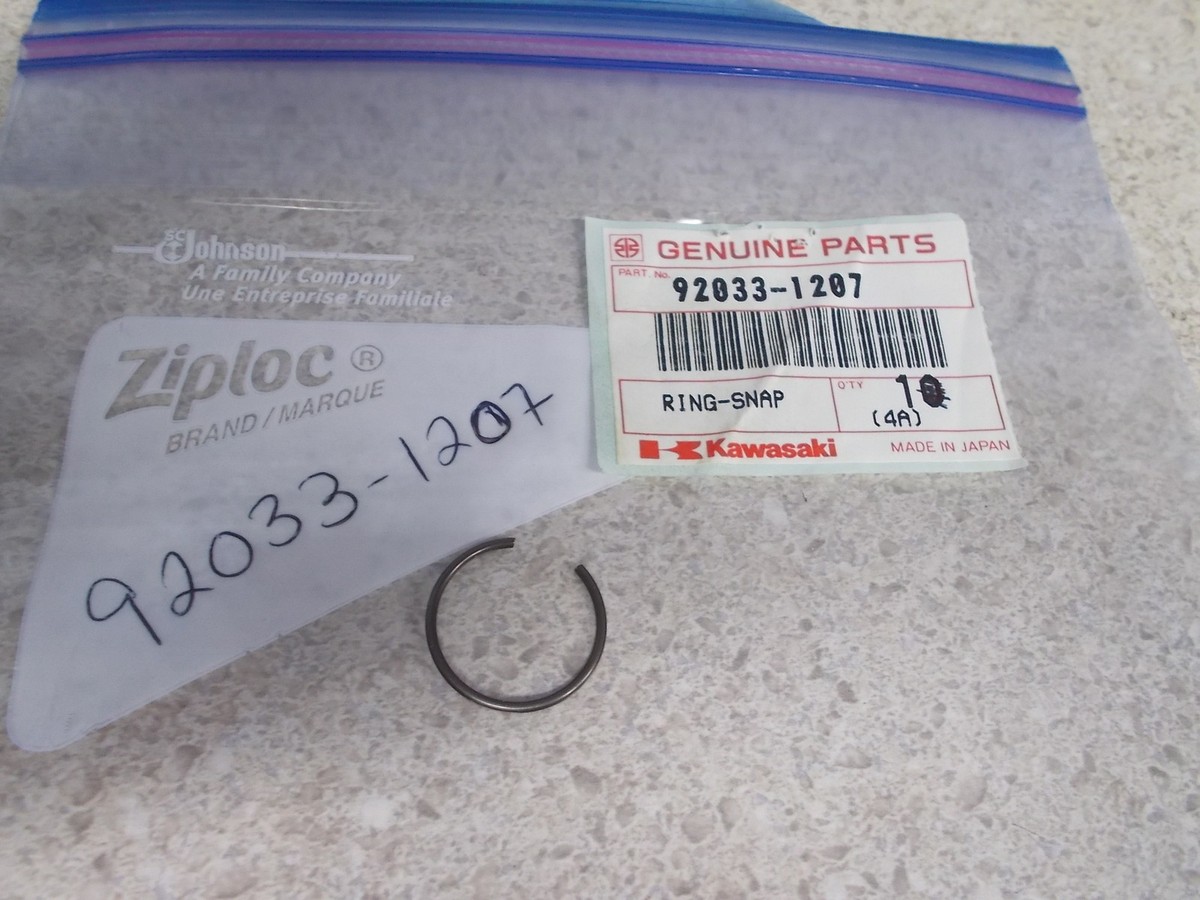 SC Johnson
A Family Company
Une Entreprise Familiale
Ziploc ®
BRAND / MARQUE
92033-1207
GENUINE PARTS
PART. No.
92033-1207
RING-SNAP
Q'TY
1
(4A)
Kawasaki
MADE IN JAPAN